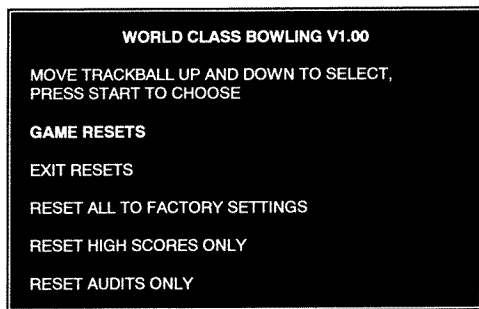 WORLD CLASS BOWLING V1.00
MOVE TRACKBALL UP AND DOWN TO SELECT,
PRESS START TO CHOOSE
GAME RESETS
EXIT RESETS
RESET ALL TO FACTORY SETTINGS
RESET HIGH SCORES ONLY
RESET AUDITS ONLY